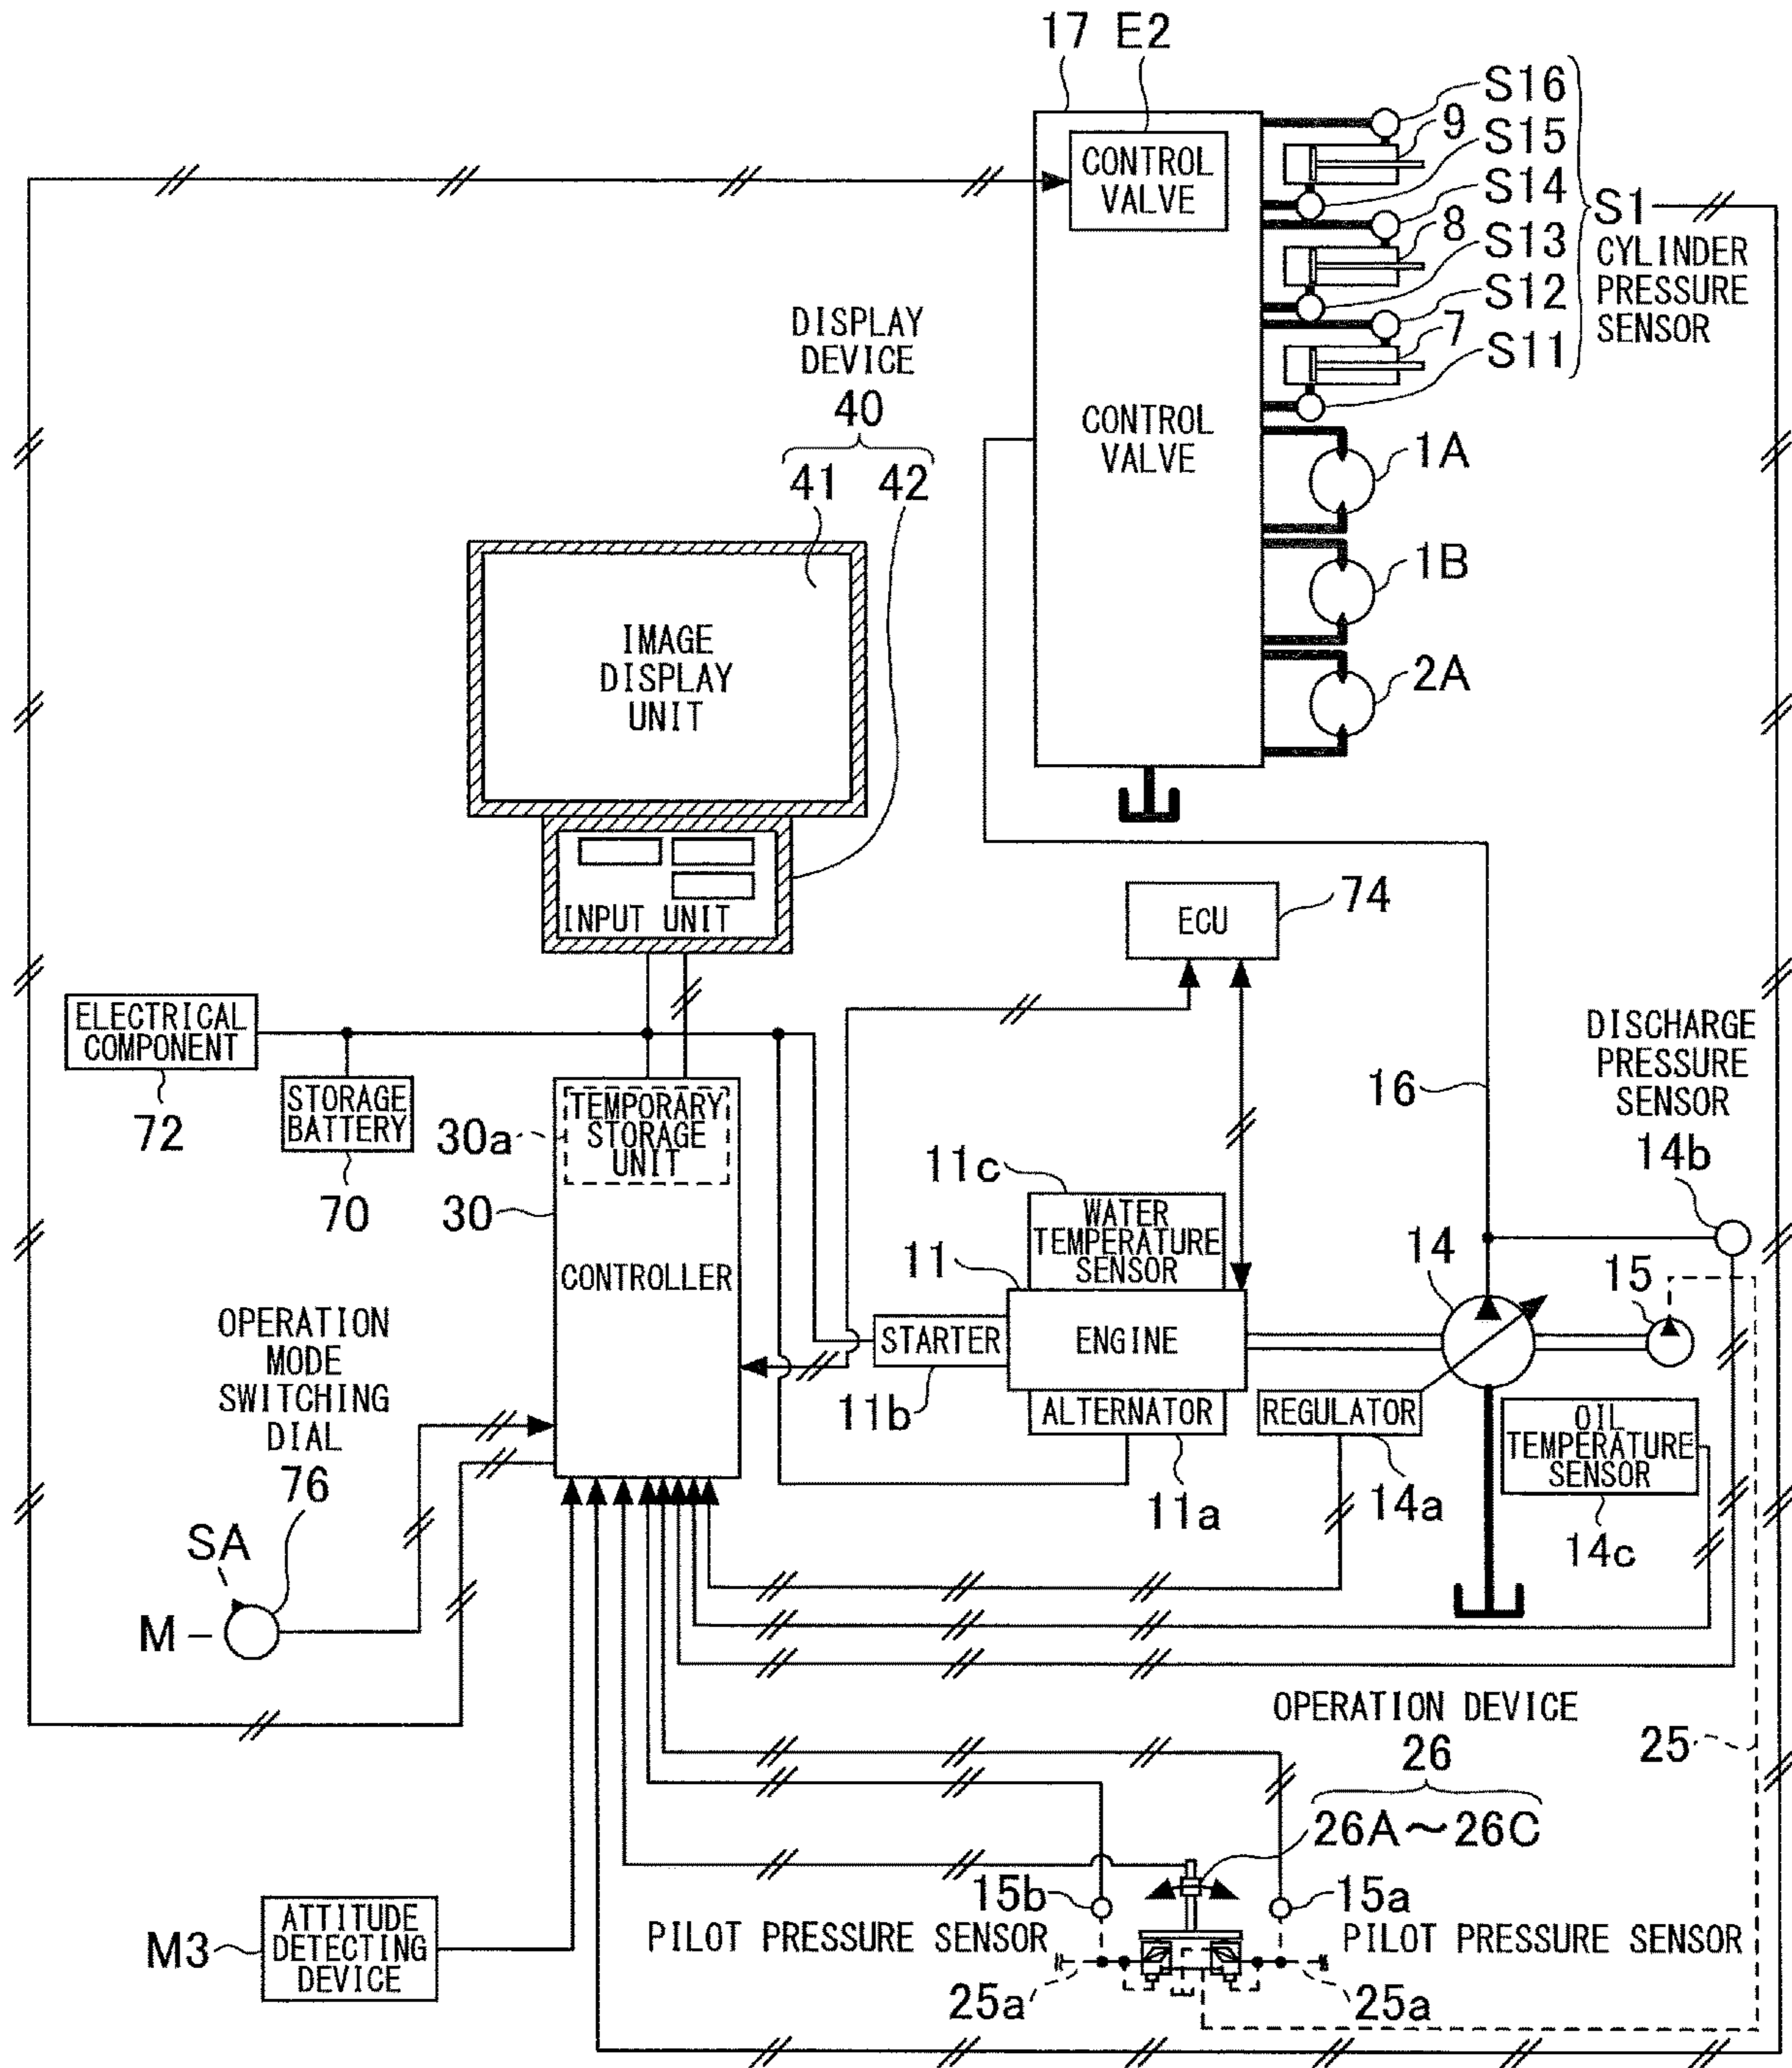 17 E2
S16
9
S15
S14
8
S13
S12
7
S11
S1
CYLINDER
PRESSURE
SENSOR
CONTROL
VALVE
CONTROL
VALVE
1A
1B
2A
DISPLAY
DEVICE
40
41 42
IMAGE
DISPLAY
UNIT
INPUT UNIT
ECU
74
ELECTRICAL
COMPONENT
72
STORAGE
BATTERY
70
TEMPORARY
STORAGE
UNIT
30a
30
CONTROLLER
DISCHARGE
PRESSURE
SENSOR
14b
16
11c
WATER
TEMPERATURE
SENSOR
11
STARTER
11b
ENGINE
ALTERNATOR
11a
14
15
REGULATOR
14a
OIL
TEMPERATURE
SENSOR
14c
OPERATION
MODE
SWITCHING
DIAL
76
SA
M
OPERATION DEVICE
26
26A～26C
25
15b
15a
PILOT PRESSURE SENSOR
PILOT PRESSURE SENSOR
25a
25a
M3
ATTITUDE
DETECTING
DEVICE